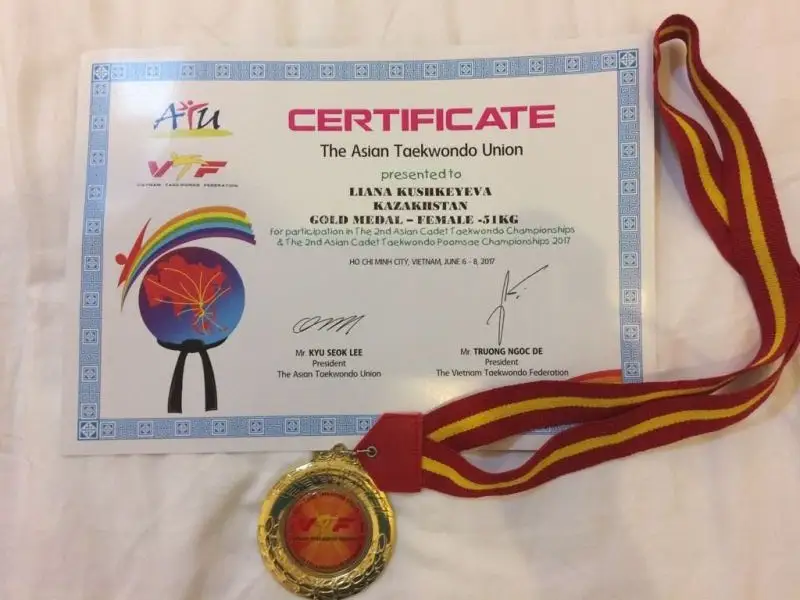 ATU
CERTIFICATE
The Asian Taekwondo Union
VTF
VIETNAM TAEKWONDO FEDERATION
presented to
LIANA KUSHKEYEVA
KAZAKHSTAN
GOLD MEDAL – FEMALE -51KG
For participation in The 2nd Asian Cadet Taekwondo Championships
& The 2nd Asian Cadet Taekwondo Poomsae Championships 2017
HO CHI MINH CITY, VIETNAM, JUNE 6 - 8, 2017
Mr. KYU SEOK LEE
President
The Asian Taekwondo Union
Mr. TRUONG NGOC DE
President
The Vietnam Taekwondo Federation
VTF